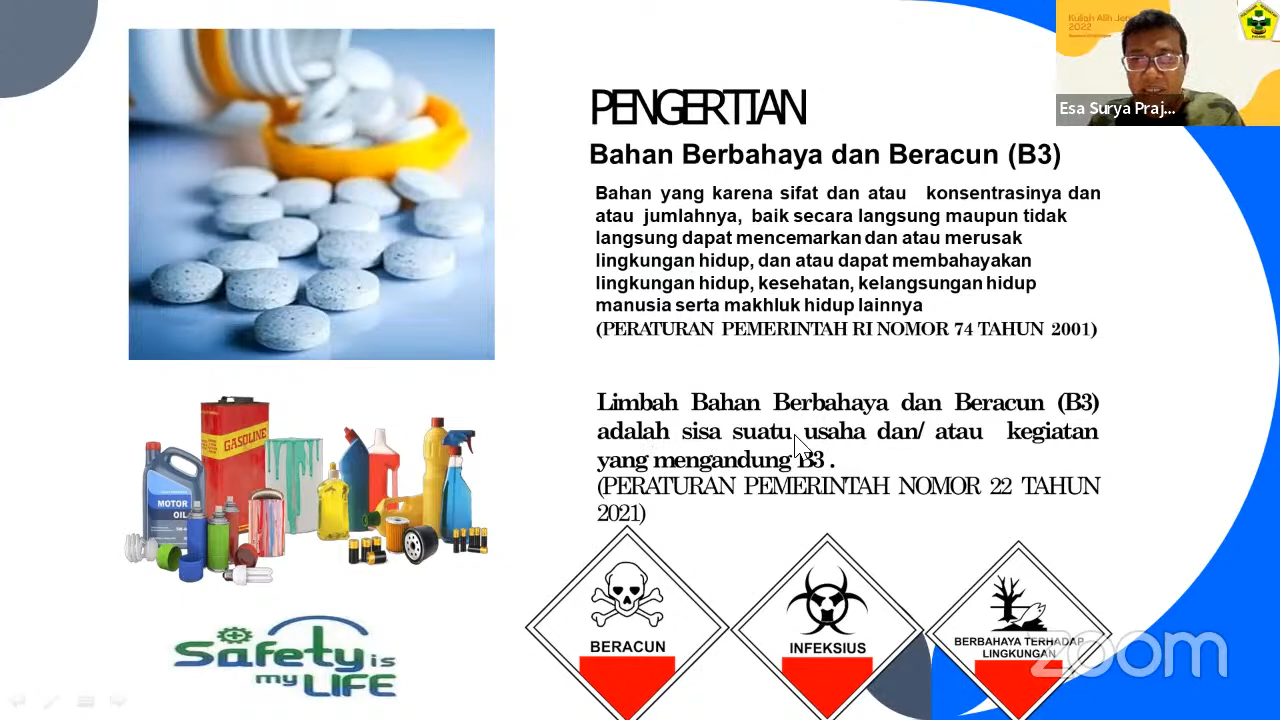 Kuliah Alih Jen
2022
Esa Surya Praj...
PENGERTIAN
Bahan Berbahaya dan Beracun (B3)
Bahan yang karena sifat dan atau konsentrasinya dan
atau jumlahnya, baik secara langsung maupun tidak
langsung dapat mencemarkan dan atau merusak
lingkungan hidup, dan atau dapat membahayakan
lingkungan hidup, kesehatan, kelangsungan hidup
manusia serta makhluk hidup lainnya
(PERATURAN PEMERINTAH RI NOMOR 74 TAHUN 2001)
Limbah Bahan Berbahaya dan Beracun (B3)
adalah sisa suatu usaha dan/ atau kegiatan
yang mengandung B3 .
(PERATURAN PEMERINTAH NOMOR 22 TAHUN
2021)
GASOLINE
MOTOR
OIL
BERACUN
INFEKSIUS
BERBAHAYA TERHADAP
LINGKUNGAN
Safety is
my LIFE
zoom